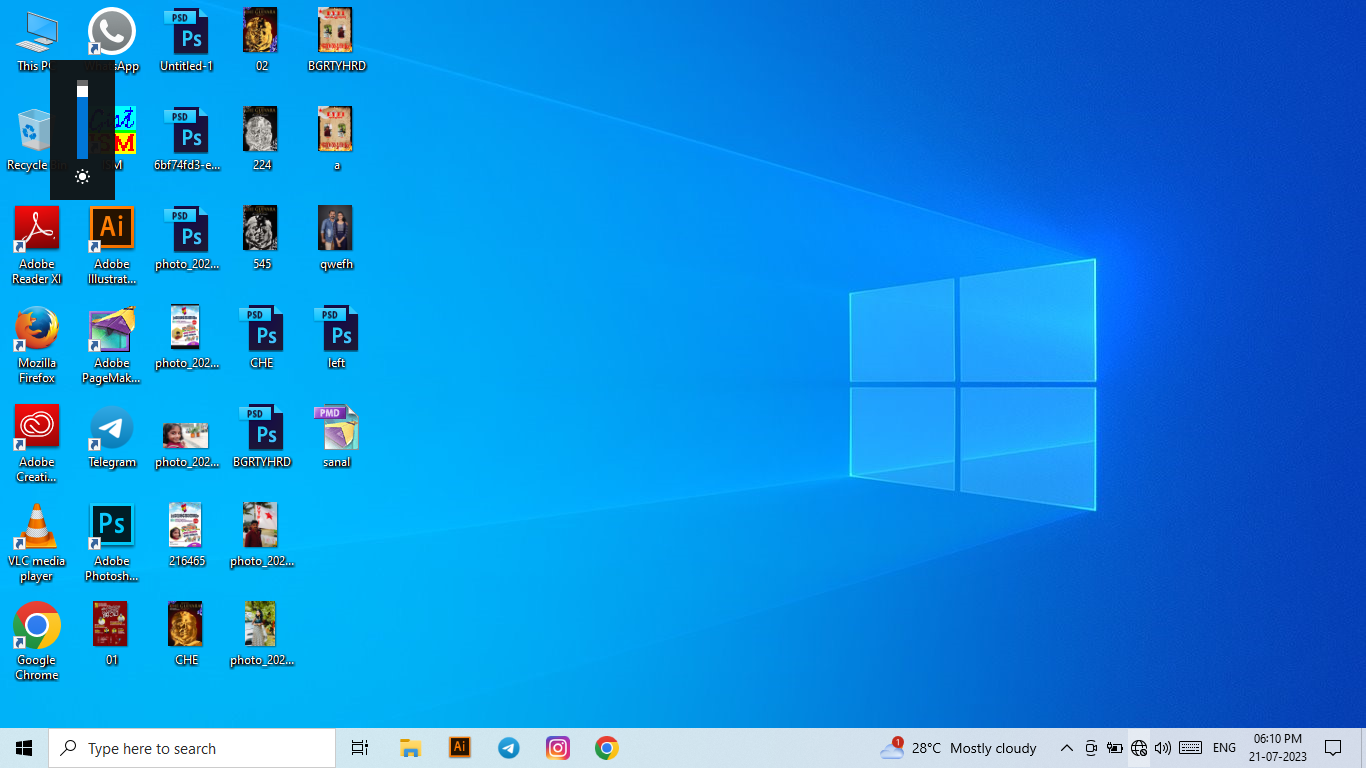 This PC
WhatsApp
PSD
Ps
Untitled-1
02
BGRTYHRD
Recycle
ISM
PSD
Ps
6bf74fd3-e...
224
a
Adobe
Reader XI
Ai
Adobe
Illustrat...
PSD
Ps
photo_202...
545
qwefh
Mozilla
Firefox
Adobe
PageMak...
photo_202...
PSD
Ps
CHE
PSD
Ps
left
Adobe
Creati...
Telegram
photo_202...
PSD
Ps
BGRTYHRD
PMD
sanal
VLC media
player
Ps
Adobe
Photosh...
216465
photo_202...
Google
Chrome
01
CHE
photo_202...
Type here to search
Ai
1
28°C Mostly cloudy
ENG
06:10 PM
21-07-2023